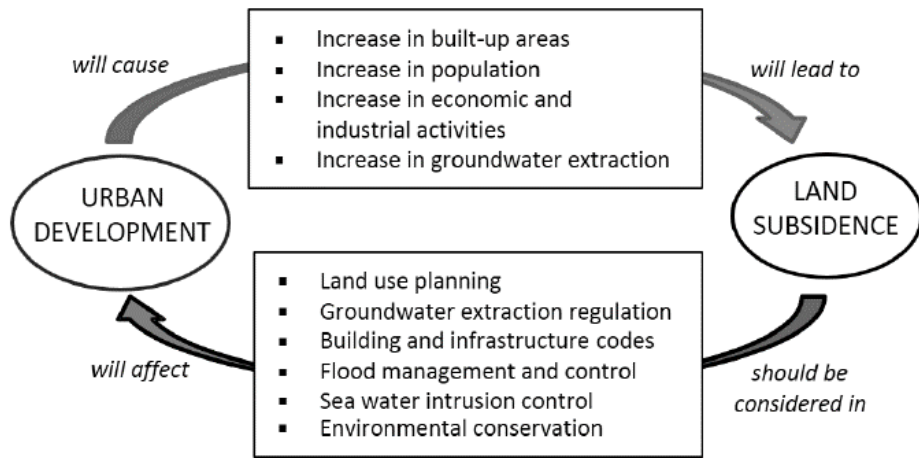 will cause
▪ Increase in built-up areas
▪ Increase in population
▪ Increase in economic and
industrial activities
▪ Increase in groundwater extraction
will lead to
URBAN
DEVELOPMENT
LAND
SUBSIDENCE
▪ Land use planning
▪ Groundwater extraction regulation
▪ Building and infrastructure codes
▪ Flood management and control
▪ Sea water intrusion control
▪ Environmental conservation
will affect
should be
considered in